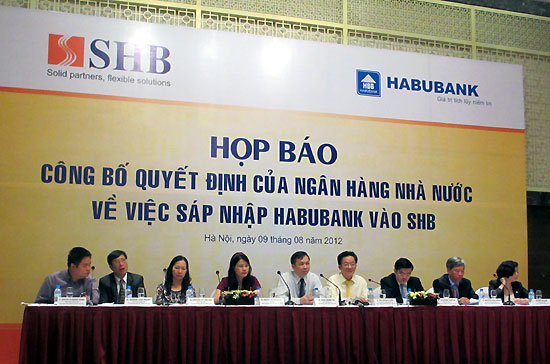 SHB
Solid partners, flexible solutions
HBB
HABUBANK
HABUBANK
Giá trị tích lũy niềm tin
HỌP BÁO
CÔNG BỐ QUYẾT ĐỊNH CỦA NGÂN HÀNG NHÀ NƯỚC
VỀ VIỆC SÁP NHẬP HABUBANK VÀO SHB
Hà Nội, ngày 09 tháng 08 năm 2012